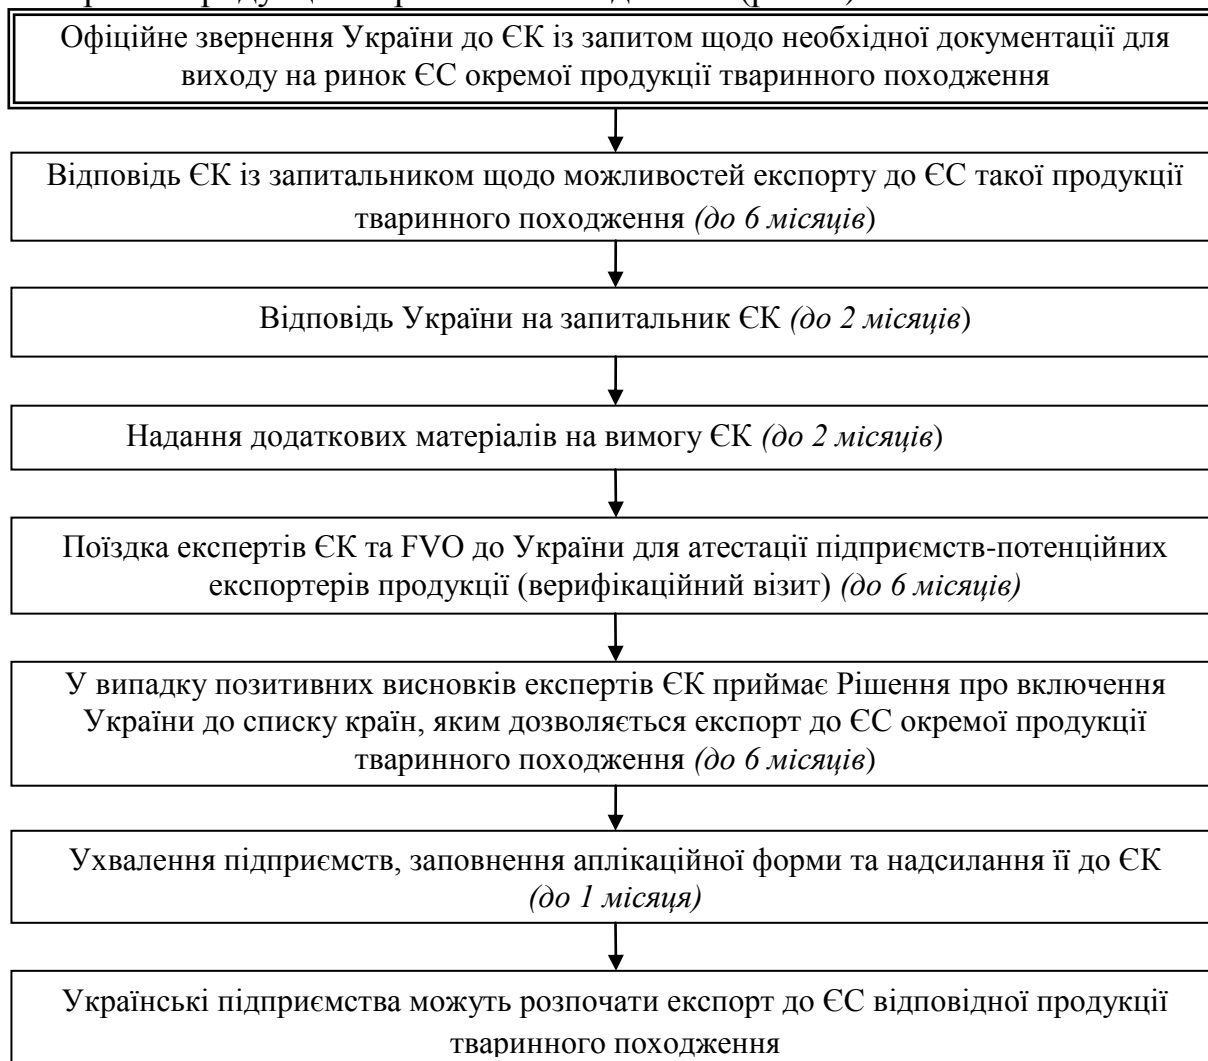 Офіційне звернення України до ЄК із запитом щодо необхідної документації для
виходу на ринок ЄС окремої продукції тваринного походження
Відповідь ЄК із запитальником щодо можливостей експорту до ЄС такої продукції
тваринного походження (до 6 місяців)
Відповідь України на запитальник ЄК (до 2 місяців)
Надання додаткових матеріалів на вимогу ЄК (до 2 місяців)
Поїздка експертів ЄК та FVO до України для атестації підприємств-потенційних
експортерів продукції (верифікаційний візит) (до 6 місяців)
У випадку позитивних висновків експертів ЄК приймає Рішення про включення
України до списку країн, яким дозволяється експорт до ЄС окремої продукції
тваринного походження (до 6 місяців)
Ухвалення підприємств, заповнення аплікаційної форми та надсилання її до ЄК
(до 1 місяця)
Українські підприємства можуть розпочати експорт до ЄС відповідної продукції
тваринного походження